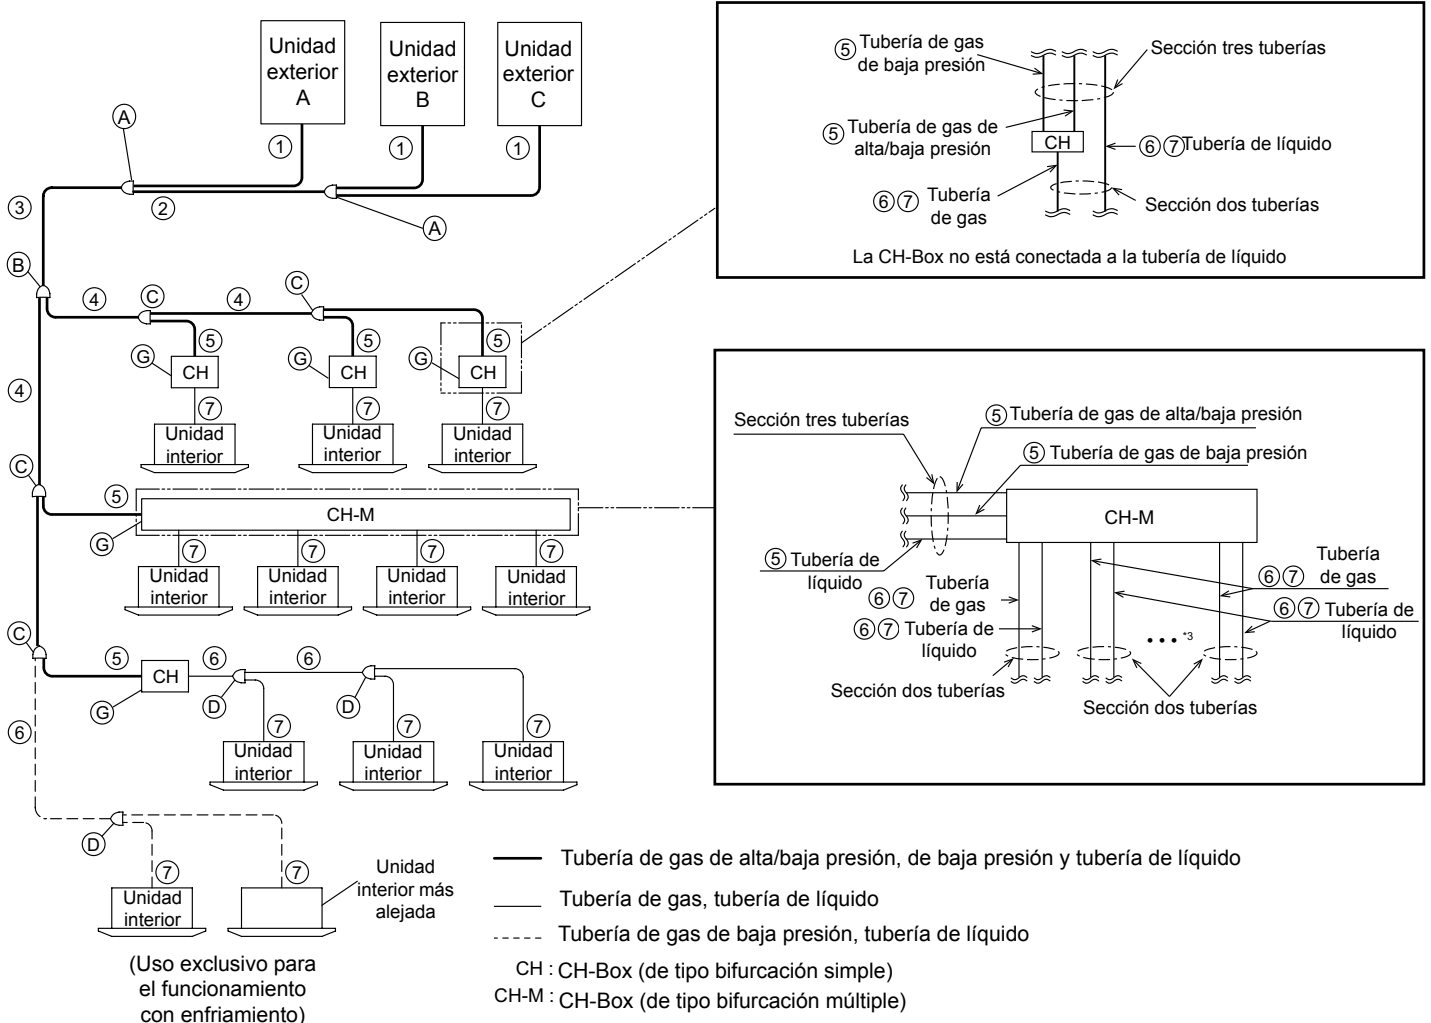 Unidad
exterior
A
Unidad
exterior
B
Unidad
exterior
C
A
1
1
1
3
2
A
B
4
C
4
C
5
5
5
G
CH
G
CH
G
CH
4
7
7
7
Unidad
interior
Unidad
interior
Unidad
interior
C
5
CH-M
G
7
7
7
7
Unidad
interior
Unidad
interior
Unidad
interior
Unidad
interior
C
5
CH
6
6
G
D
D
6
7
7
7
Unidad
interior
Unidad
interior
Unidad
interior
D
7
7
Unidad
interior
Unidad
interior más
alejada
(Uso exclusivo para
el funcionamiento
con enfriamiento)
5 Tubería de gas
de baja presión
Sección tres tuberías
5 Tubería de gas de
alta/baja presión
CH
6 7 Tubería de líquido
6 7 Tubería
de gas
Sección dos tuberías
La CH-Box no está conectada a la tubería de líquido
Sección tres tuberías
5 Tubería de gas de alta/baja presión
5 Tubería de gas de baja presión
CH-M
5 Tubería de
líquido
6 7 Tubería
de gas
6 7 Tubería de
líquido
6 7 Tubería
de gas
6 7 Tubería de
líquido
• • • *3
Sección dos tuberías
Sección dos tuberías
Tubería de gas de alta/baja presión, de baja presión y tubería de líquido
Tubería de gas, tubería de líquido
Tubería de gas de baja presión, tubería de líquido
CH : CH-Box (de tipo bifurcación simple)
CH-M : CH-Box (de tipo bifurcación múltiple)